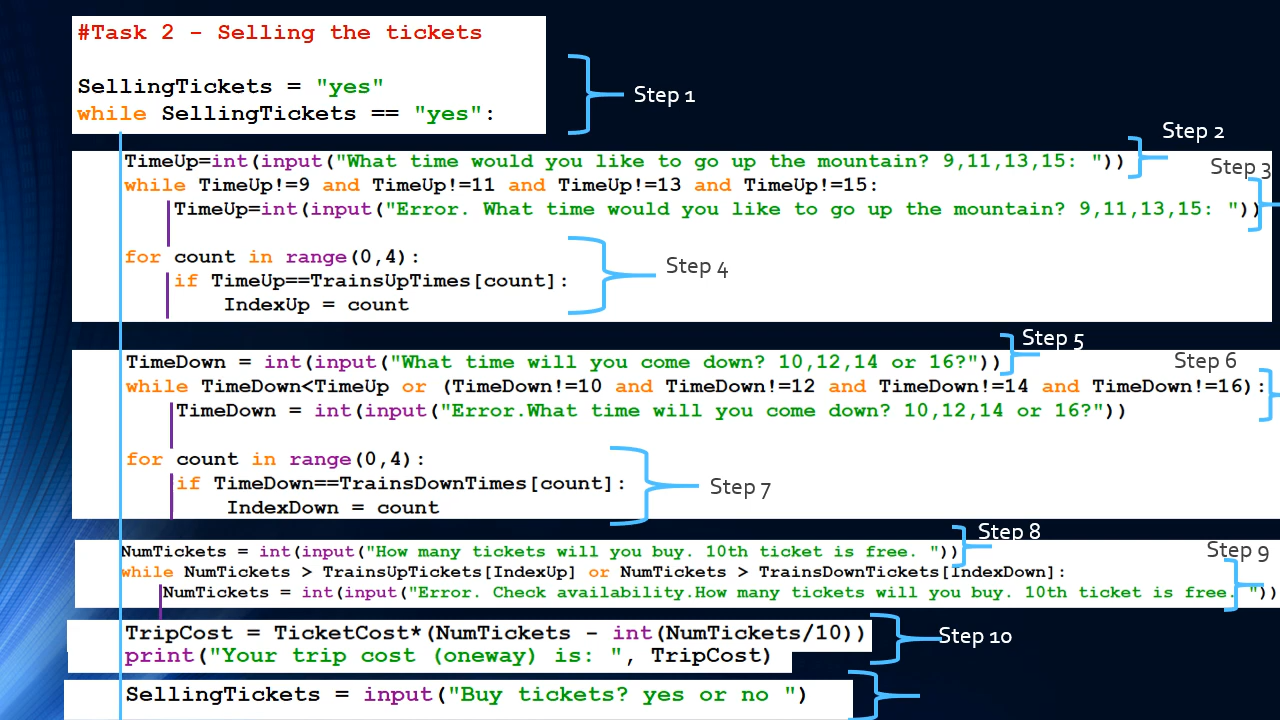 #Task 2 - Selling the tickets
SellingTickets = "yes"
while SellingTickets == "yes":
Step 1
Step 2
TimeUp=int(input("What time would you like to go up the mountain? 9,11,13,15: "))
Step 3
while TimeUp!=9 and TimeUp!=11 and TimeUp!=13 and TimeUp!=15:
TimeUp=int(input("Error. What time would you like to go up the mountain? 9,11,13,15: "))
for count in range(0,4):
Step 4
if TimeUp==TrainsUpTimes[count]:
IndexUp = count
Step 5
TimeDown = int(input("What time will you come down? 10,12,14 or 16?"))
Step 6
while TimeDown<TimeUp or (TimeDown!=10 and TimeDown!=12 and TimeDown!=14 and TimeDown!=16):
TimeDown = int(input("Error.What time will you come down? 10,12,14 or 16?"))
for count in range(0,4):
if TimeDown==TrainsDownTimes[count]:
Step 7
IndexDown = count
Step 8
NumTickets = int(input("How many tickets will you buy. 10th ticket is free. "))
Step 9
while NumTickets > TrainsUpTickets[IndexUp] or NumTickets > TrainsDownTickets[IndexDown]:
NumTickets = int(input("Error. Check availability.How many tickets will you buy. 10th ticket is free. "))
TripCost = TicketCost*(NumTickets - int(NumTickets/10))
Step 10
print("Your trip cost (oneway) is: ", TripCost)
SellingTickets = input("Buy tickets? yes or no ")